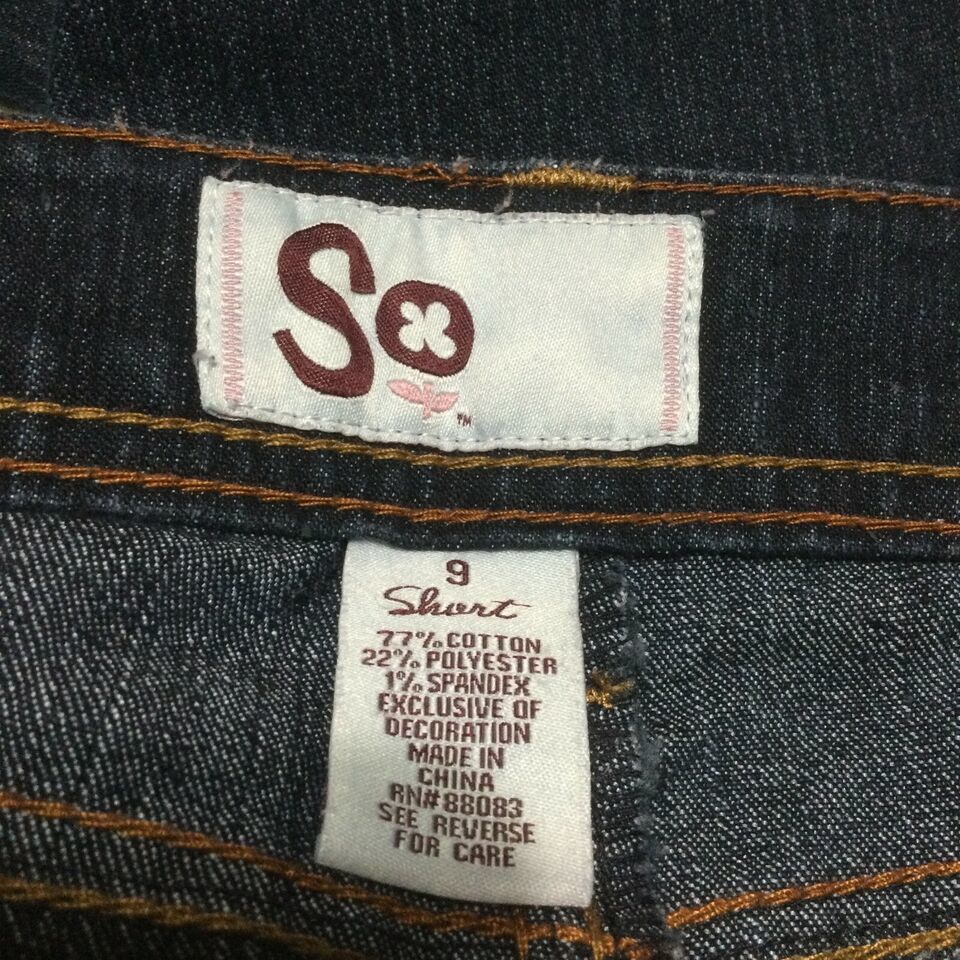 So
TM
9
Short
77% COTTON
22% POLYESTER
1% SPANDEX
EXCLUSIVE OF
DECORATION
MADE IN
CHINA
RN#88083
SEE REVERSE
FOR CARE